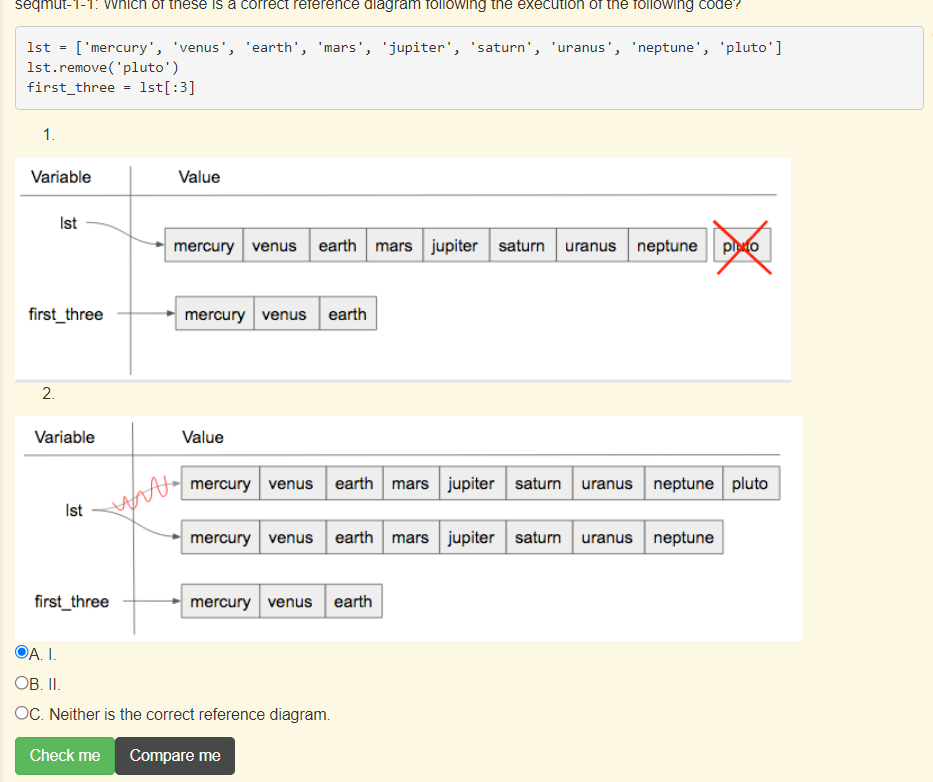 seqmut-1-1: Which of these is a correct reference diagram following the execution of the following code?
lst = ['mercury', 'venus', 'earth', 'mars', 'jupiter', 'saturn', 'uranus', 'neptune', 'pluto']
lst.remove('pluto')
first_three = lst[:3]
1.
Variable Value
lst
mercury venus earth mars jupiter saturn uranus neptune pluto
first_three mercury venus earth
2.
Variable Value
mercury venus earth mars jupiter saturn uranus neptune pluto
lst
mercury venus earth mars jupiter saturn uranus neptune
first_three mercury venus earth
A. I.
B. II.
C. Neither is the correct reference diagram.
Check me Compare me